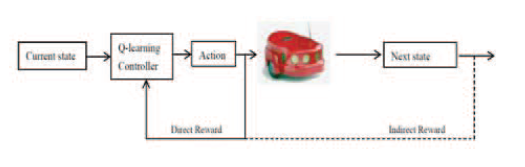 Current state
Q-learning
Controller
Action
Next state
Direct Reward
Indirect Reward